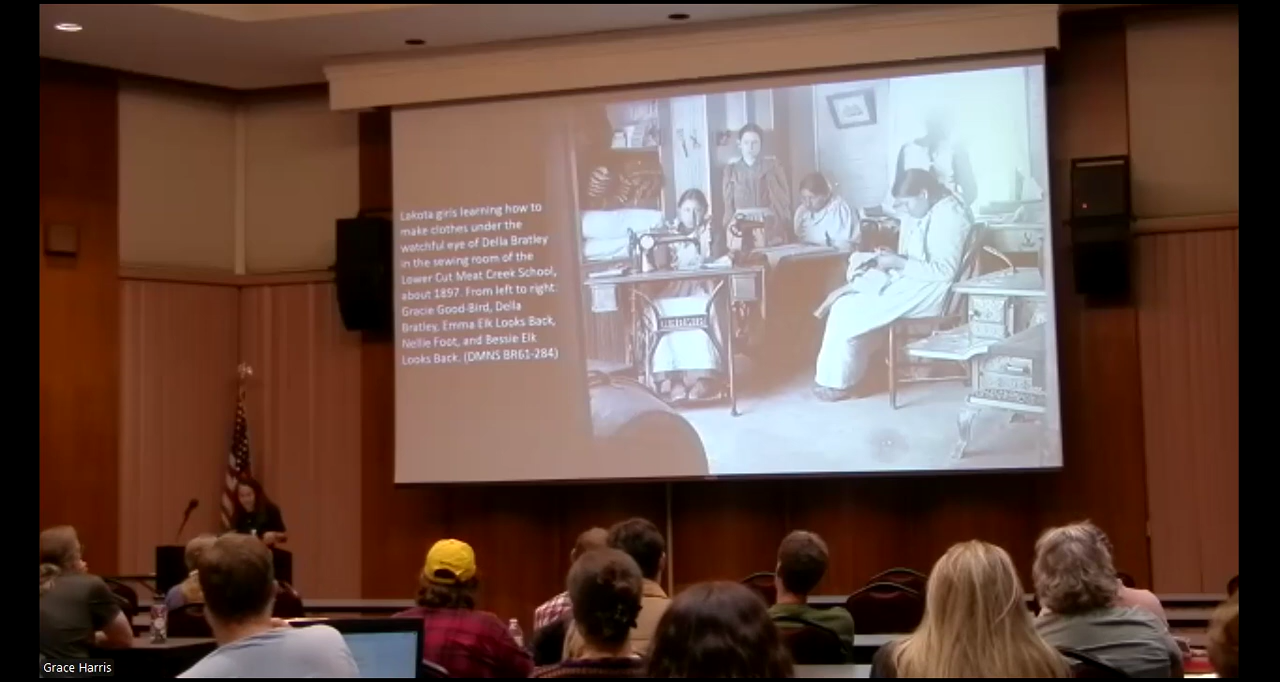 Lakota girls learning how to
make clothes under the
watchful eye of Della Bratley
in the sewing room of the
Lower Cut Meat Creek School,
about 1897. From left to right:
Gracie Good-Bird, Della
Bratley, Emma Elk Looks Back,
Nellie Foot, and Bessie Elk
Looks Back. (DMNS BR61-284)
Grace Harris